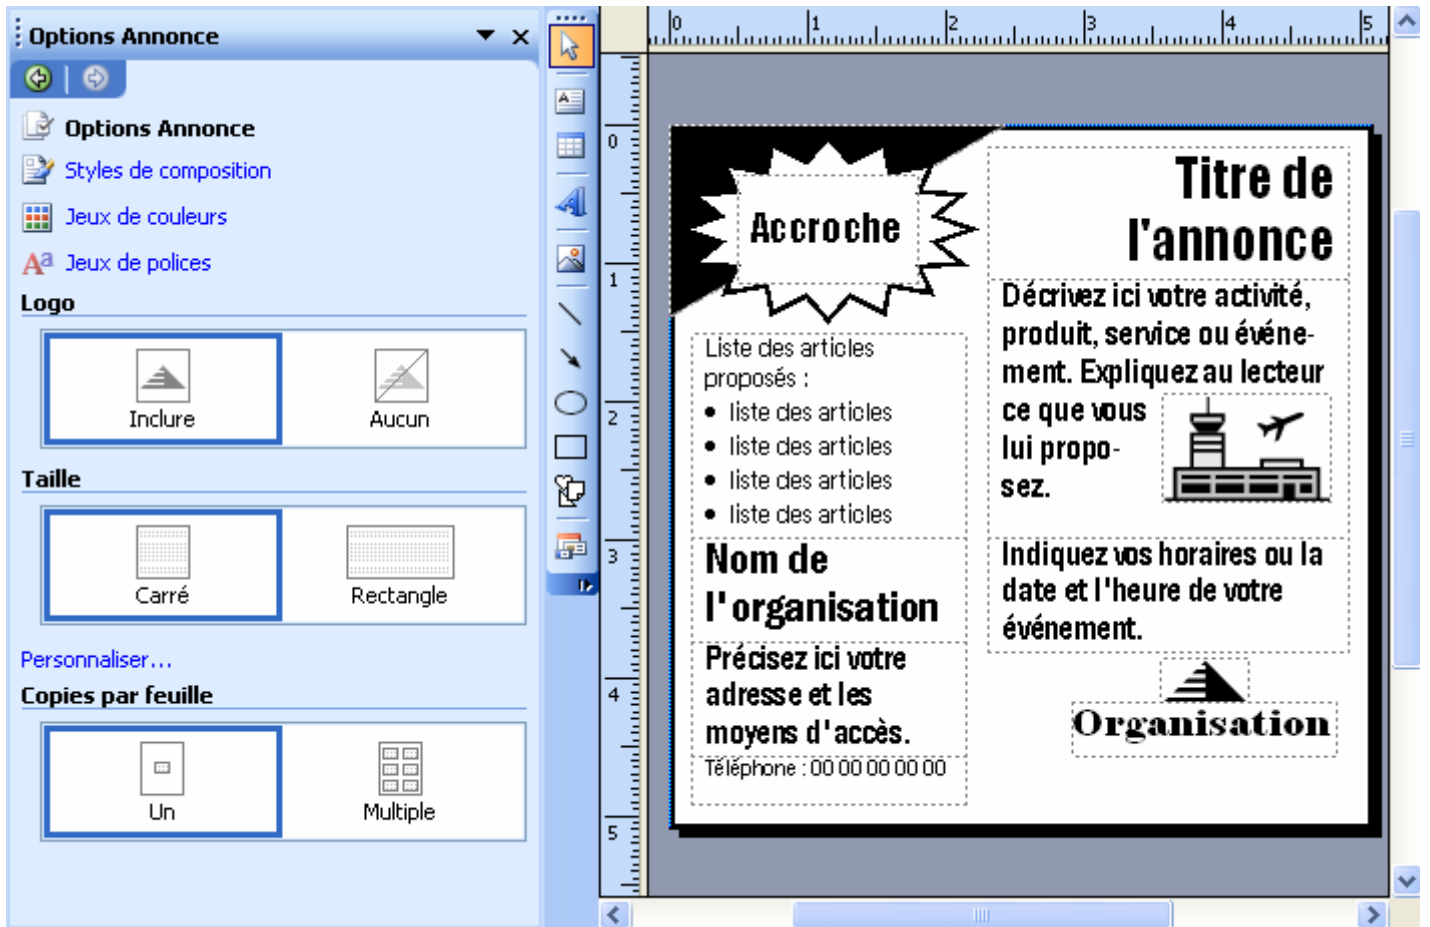 Options Annonce
Options Annonce
Styles de composition
Jeux de couleurs
Aa Jeux de polices
Logo
Inclure
Aucun
Taille
Carré
Rectangle
Personnaliser...
Copies par feuille
Un
Multiple
A
A
0 1 2 3 4 5
0
1
2
3
4
5
Accroche
Liste des articles
proposés :
• liste des articles
• liste des articles
• liste des articles
• liste des articles
Nom de
l'organisation
Précisez ici votre
adresse et les
moyens d'accès.
Téléphone : 00 00 00 00 00
Titre de
l'annonce
Décrivez ici votre activité,
produit, service ou événe-
ment. Expliquez au lecteur
ce que vous
lui propo-
sez.
Indiquez vos horaires ou la
date et l'heure de votre
événement.
Organisation